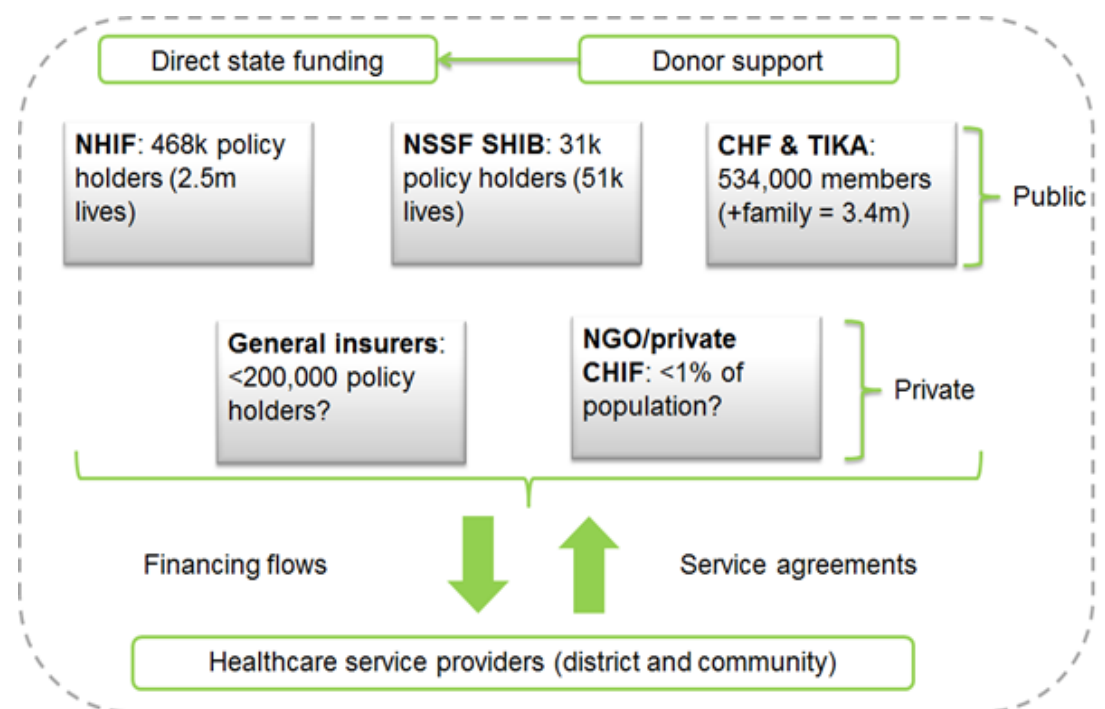 Direct state funding
Donor support
NHIF: 468k policy
holders (2.5m
lives)
NSSF SHIB: 31k
policy holders (51k
lives)
CHF & TIKA:
534,000 members
(+family = 3.4m)
Public
General insurers:
<200,000 policy
holders?
NGO/private
CHIF: <1% of
population?
Private
Financing flows
Service agreements
Healthcare service providers (district and community)